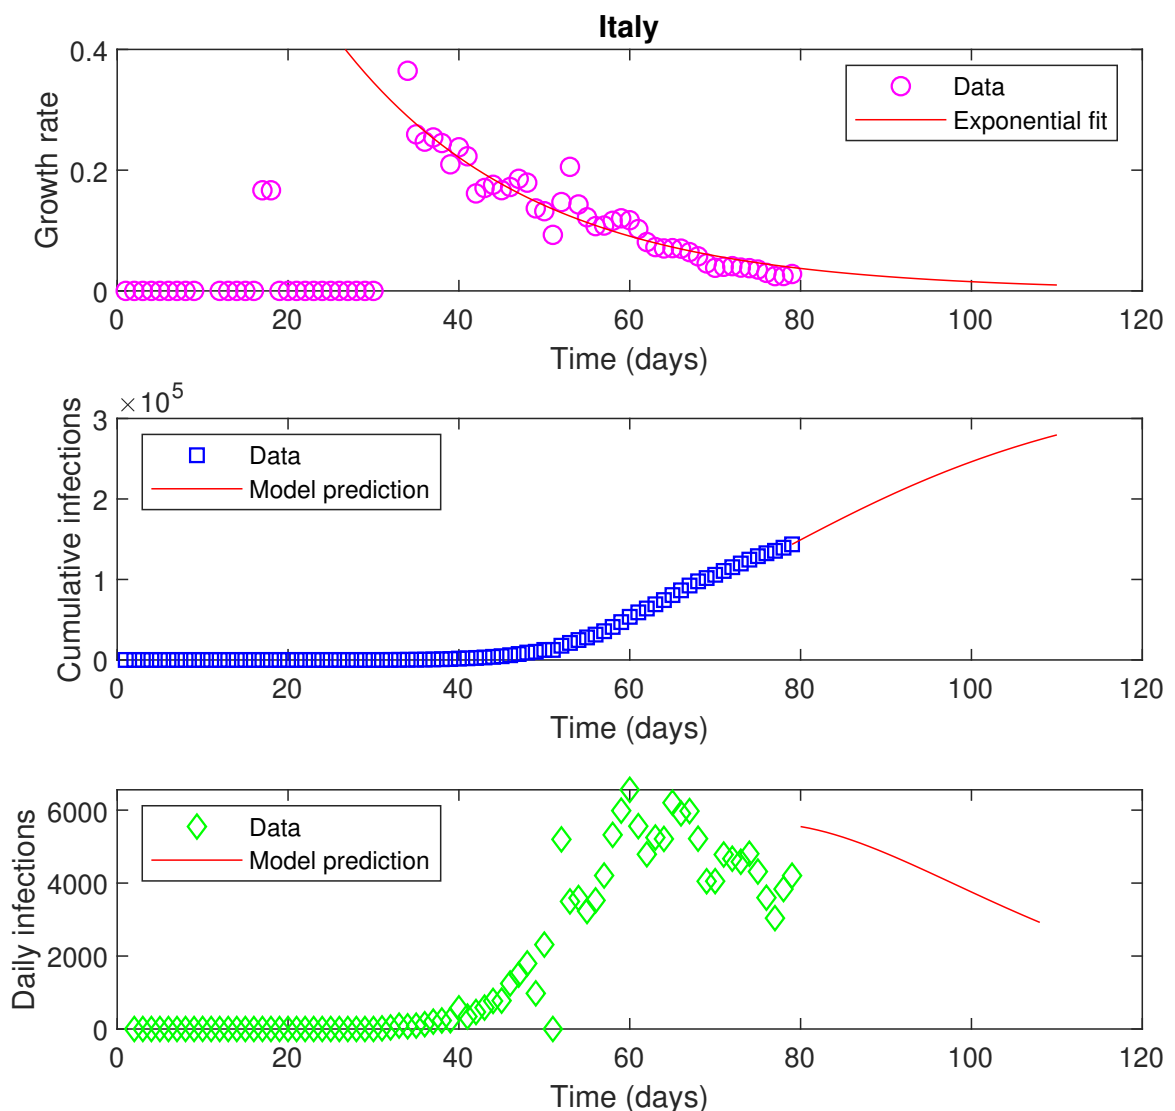 Italy
0.4
0.2
0
Growth rate
Data
Exponential fit
0 20 40 60 80 100 120
Time (days)
×10^5
3
2
1
0
Cumulative infections
Data
Model prediction
0 20 40 60 80 100 120
Time (days)
6000
4000
2000
0
Daily infections
Data
Model prediction
0 20 40 60 80 100 120
Time (days)